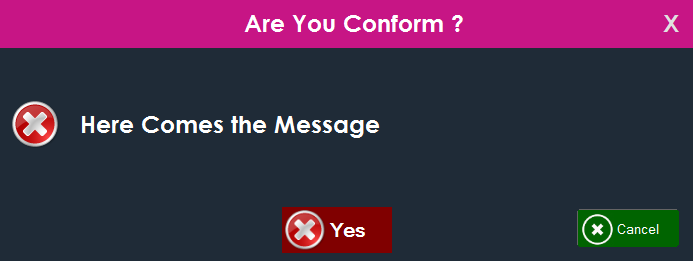 Are You Conform ?
X
Here Comes the Message
Yes
Cancel